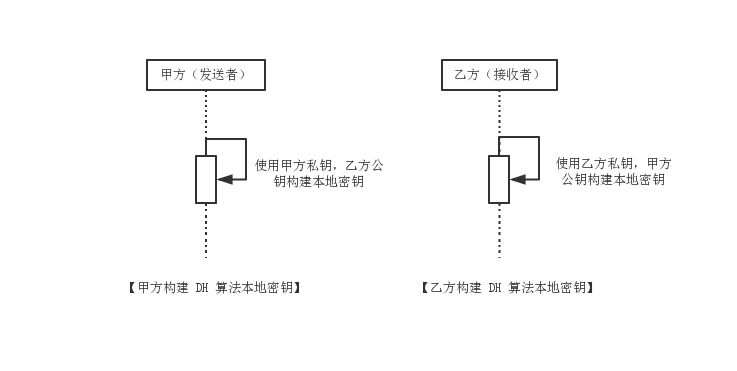 甲方（发送者）
乙方（接收者）
使用甲方私钥，乙方公
钥构建本地密钥
使用乙方私钥，甲方
公钥构建本地密钥
【甲方构建 DH 算法本地密钥】
【乙方构建 DH 算法本地密钥】